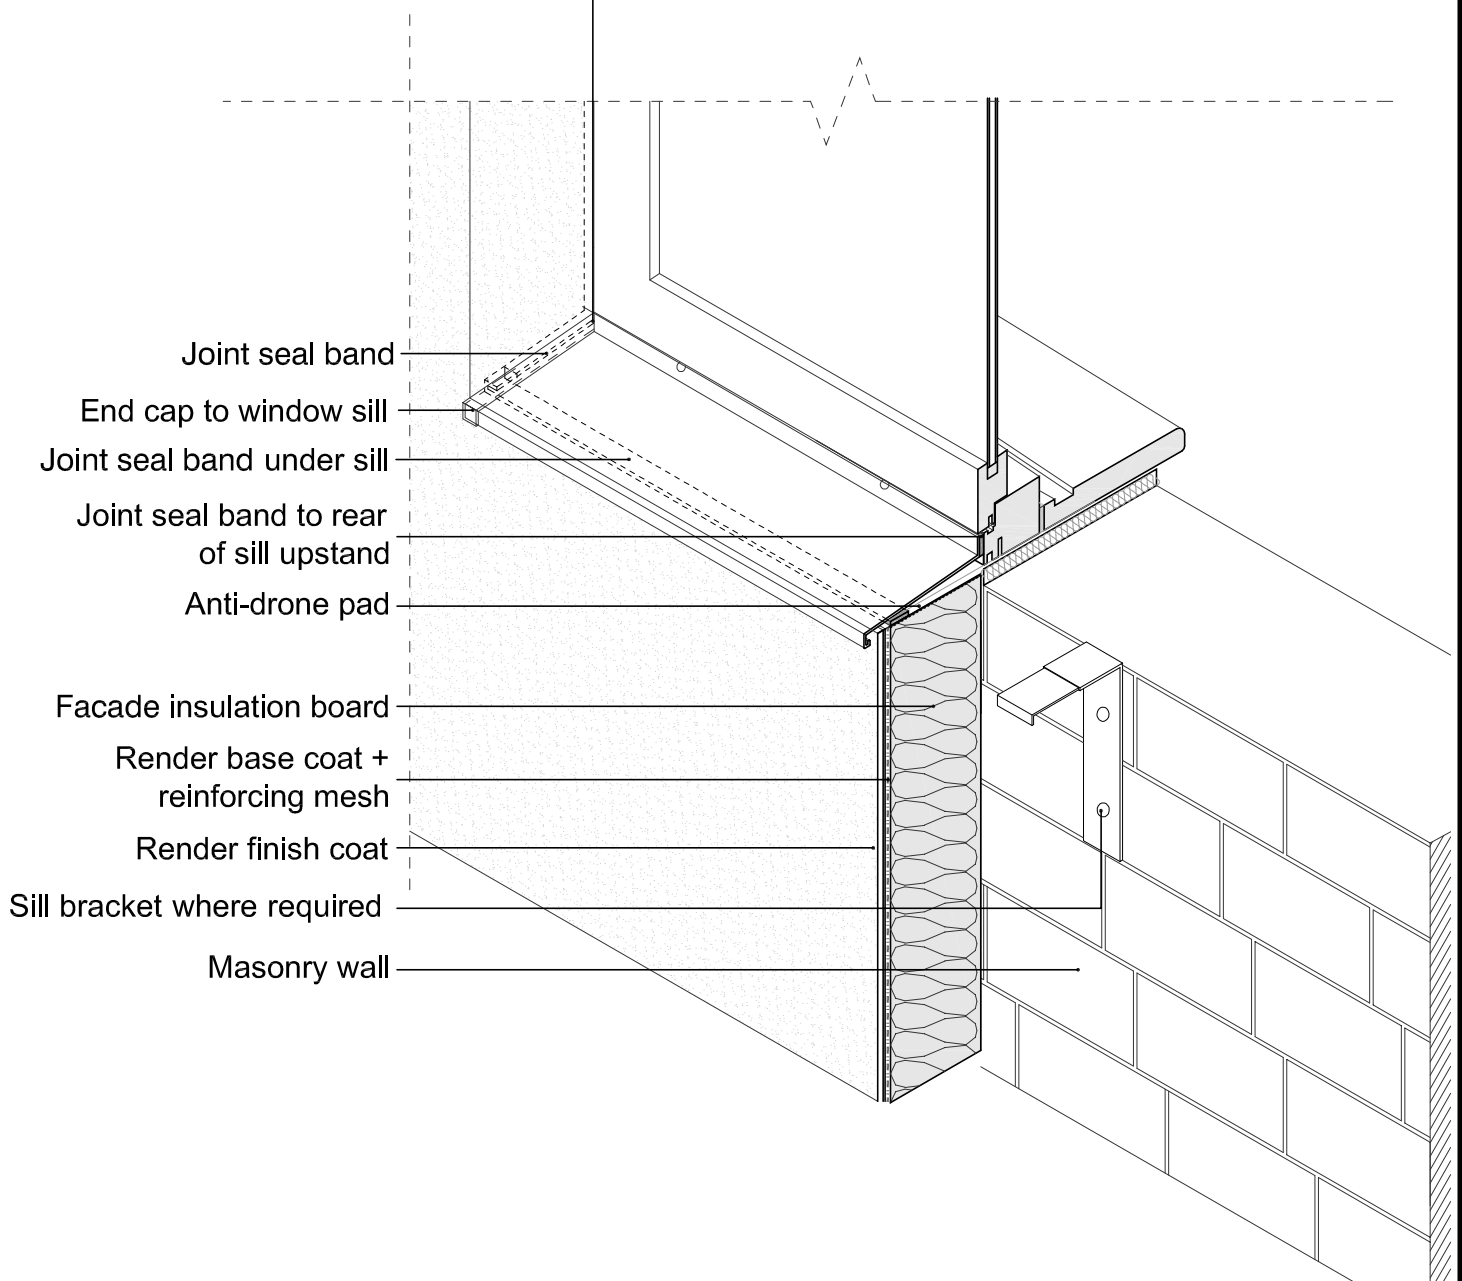 Joint seal band
End cap to window sill
Joint seal band under sill
Joint seal band to rear
of sill upstand
Anti-drone pad
Facade insulation board
Render base coat +
reinforcing mesh
Render finish coat
Sill bracket where required
Masonry wall